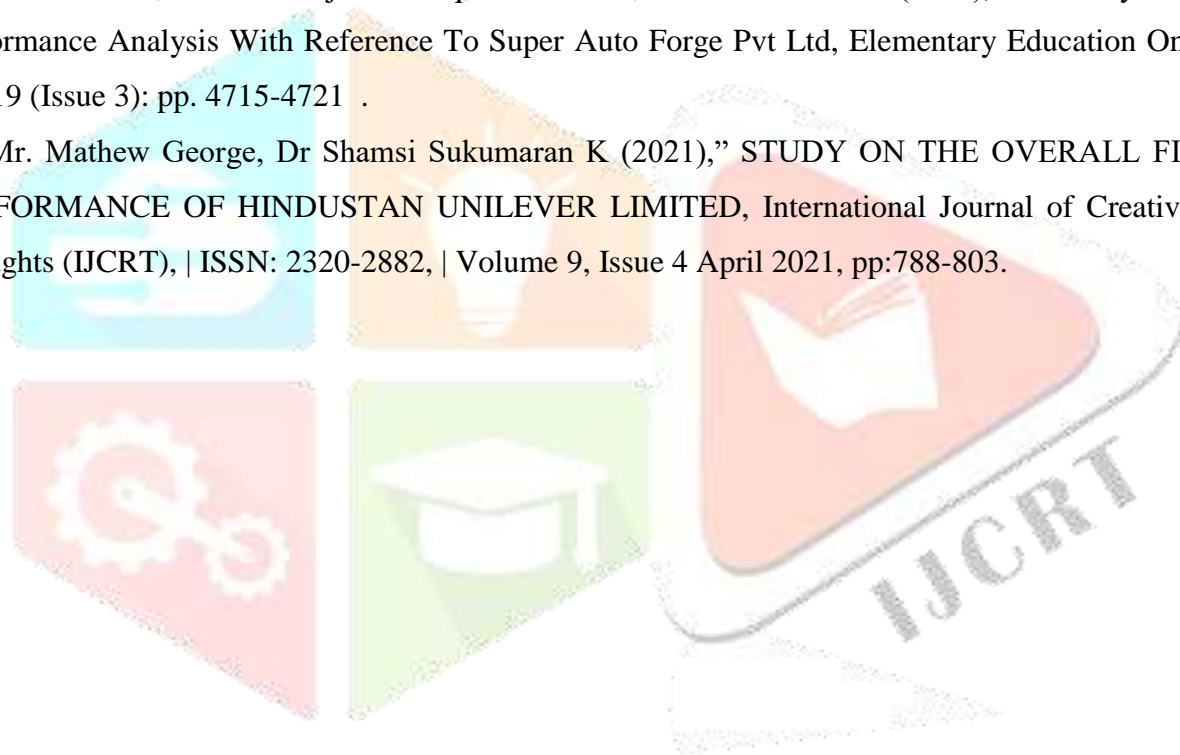 ormance Analysis With Reference To Super Auto Forge Pvt Ltd, Elementary Education On
19 (Issue 3): pp. 4715-4721 .
Mr. Mathew George, Dr Shamsi Sukumaran K (2021),” STUDY ON THE OVERALL FI
FORMANCE OF HINDUSTAN UNILEVER LIMITED, International Journal of Creativ
ghts (IJCRT), | ISSN: 2320-2882, | Volume 9, Issue 4 April 2021, pp:788-803.
IJCRT